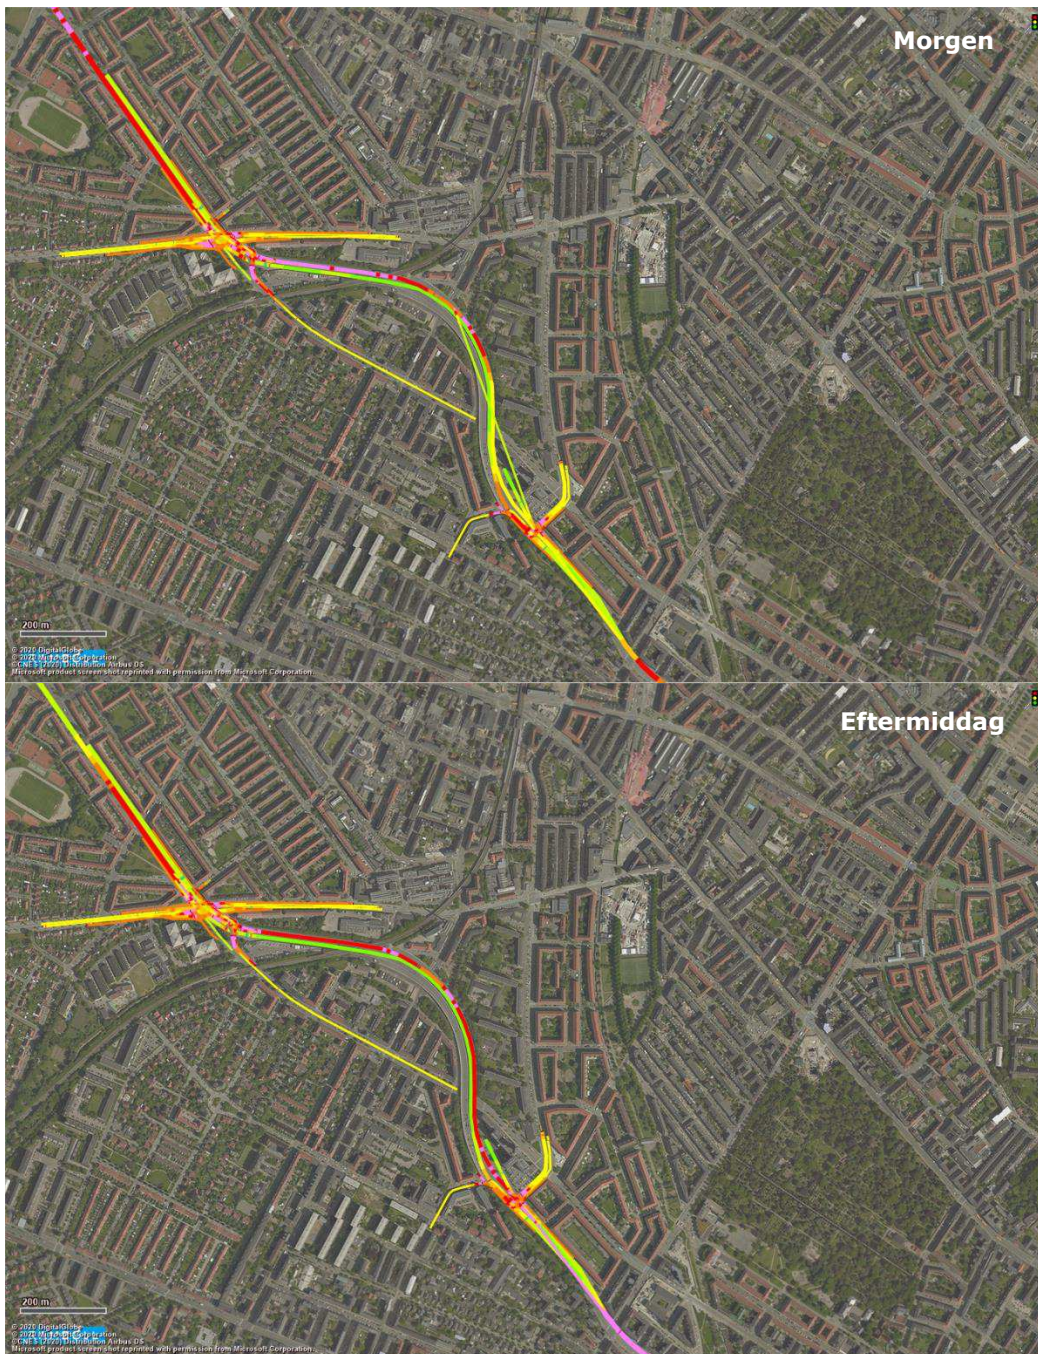 Morgen
200 m
© 2020 DigitalGlobe
© 2020 Microsoft Corporation
©CNES (2020) Distribution Airbus DS
Microsoft product screen shot reprinted with permission from Microsoft Corporation.
Eftermiddag
200 m
© 2020 DigitalGlobe
© 2020 Microsoft Corporation
©CNES (2020) Distribution Airbus DS
Microsoft product screen shot reprinted with permission from Microsoft Corporation.